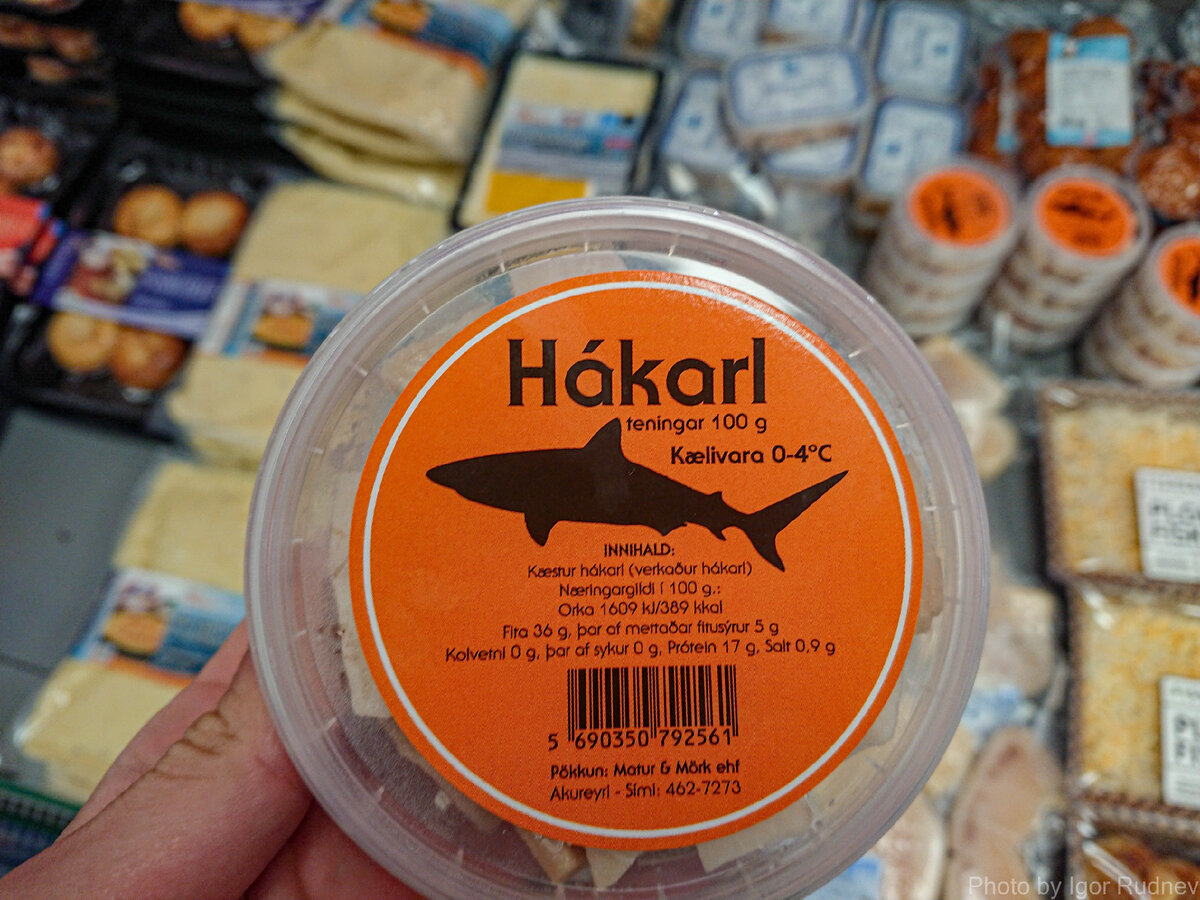 Hákarl
teningar 100 g
Kælivara 0-4°C
INNIHALD:
Kæstur hákarl (verkaður hákarl)
Næringargildi í 100 g.:
Orka 1609 kJ/389 kkal
Fita 36 g, þar af mettaðar fitusýrur 5 g
Kolvetni 0 g, þar af sykur 0 g, Prótein 17 g, Salt 0,9 g
5 690350 792561
Pökkun: Matur & Mörk ehf
Akureyri - Sími: 462-7273
Photo by Igor Rudnev